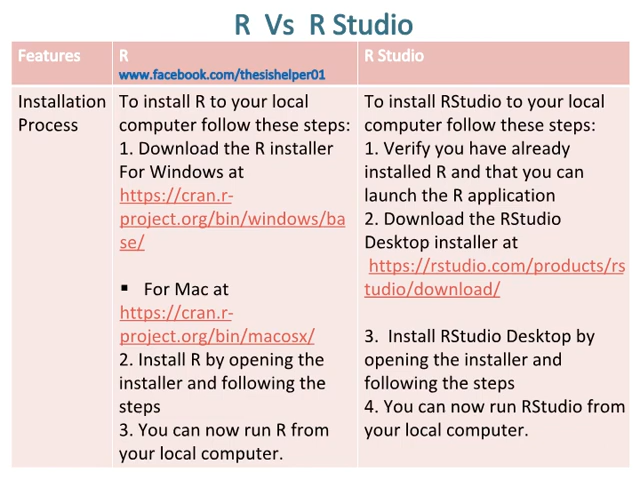 R Vs R Studio
Features
R
www.facebook.com/thesishelper01
R Studio
Installation
Process
To install R to your local
computer follow these steps:
1. Download the R installer
For Windows at
https://cran.r-
project.org/bin/windows/ba
se/
▪ For Mac at
https://cran.r-
project.org/bin/macosx/
2. Install R by opening the
installer and following the
steps
3. You can now run R from
your local computer.
To install RStudio to your local
computer follow these steps:
1. Verify you have already
installed R and that you can
launch the R application
2. Download the RStudio
Desktop installer at
https://rstudio.com/products/rs
tudio/download/
3. Install RStudio Desktop by
opening the installer and
following the steps
4. You can now run RStudio from
your local computer.